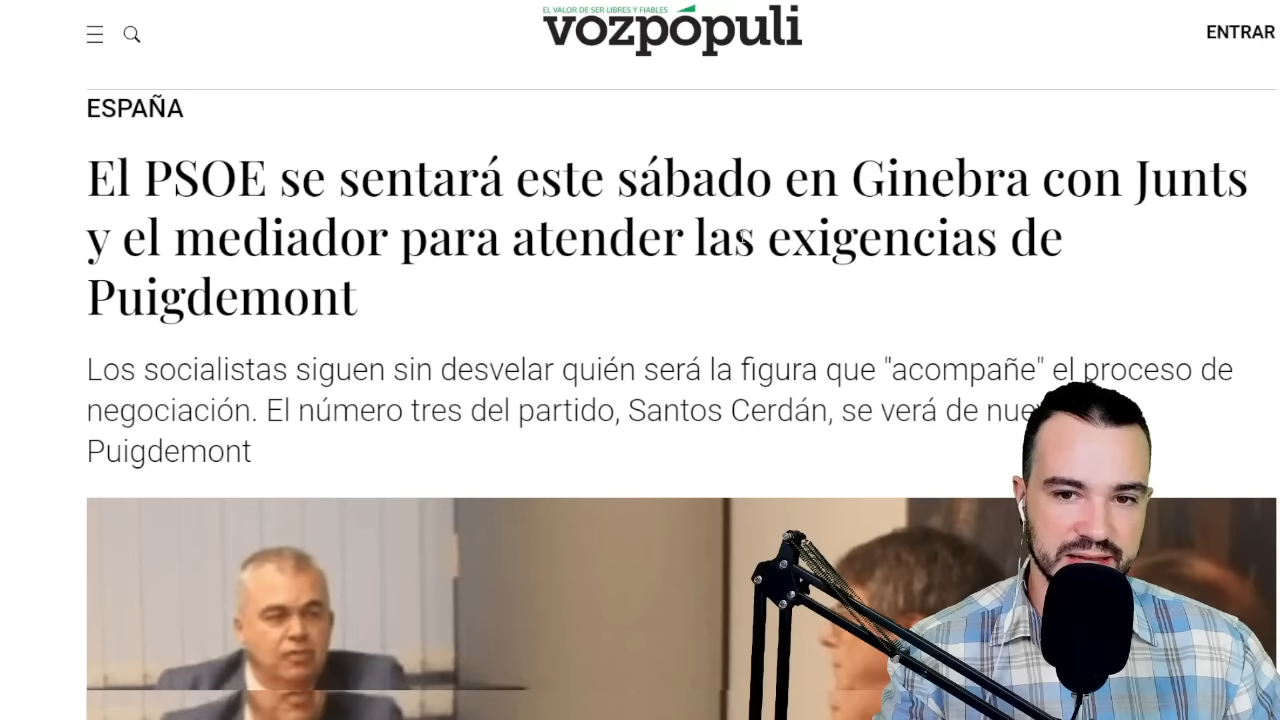 EL VALOR DE SER LIBRES Y FIABLES
vozpópuli
ENTRAR
ESPAÑA
El PSOE se sentará este sábado en Ginebra con Junts
y el mediador para atender las exigencias de
Puigdemont
Los socialistas siguen sin desvelar quién será la figura que "acompañe" el proceso de
negociación. El número tres del partido, Santos Cerdán, se verá de
Puigdemont